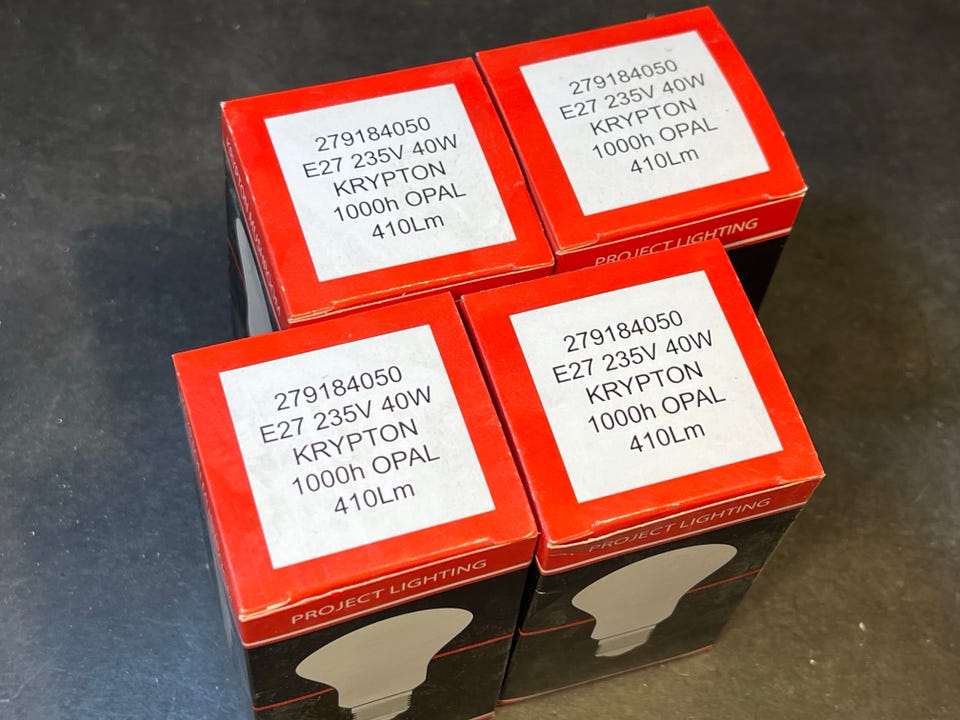 279184050
E27 235V 40W
KRYPTON
1000h OPAL
410Lm
279184050
E27 235V 40W
KRYPTON
1000h OPAL
410Lm
PROJECT LIGHTING
279184050
E27 235V 40W
KRYPTON
1000h OPAL
410Lm
PROJECT LIGHTING
279184050
E27 235V 40W
KRYPTON
1000h OPAL
410Lm
PROJECT LIGHTING